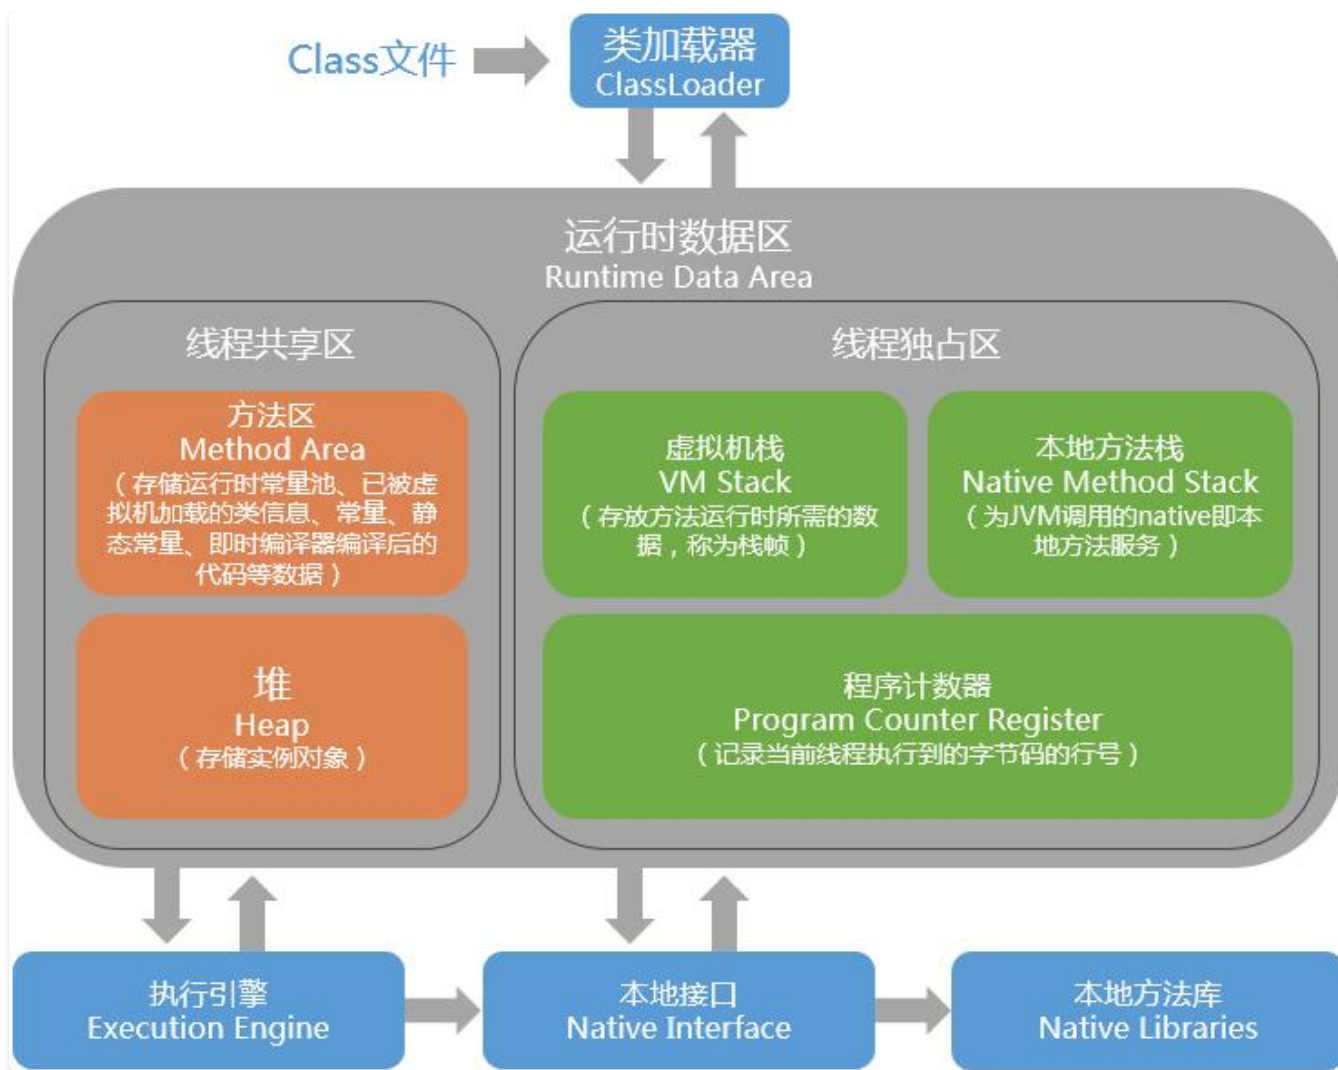 Class文件
类加载器
ClassLoader
运行时数据区
Runtime Data Area
线程共享区
方法区
Method Area
（存储运行时常量池、已被虚
拟机加载的类信息、常量、静
态常量、即时编译器编译后的
代码等数据）
堆
Heap
（存储实例对象）
线程独占区
虚拟机栈
VM Stack
（存放方法运行时所需的数
据，称为栈帧）
本地方法栈
Native Method Stack
（为JVM调用的native即本
地方法服务）
程序计数器
Program Counter Register
（记录当前线程执行到的字节码的行号）
执行引擎
Execution Engine
本地接口
Native Interface
本地方法库
Native Libraries